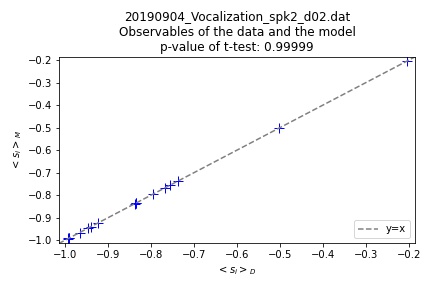 20190904_Vocalization_spk2_d02.dat
Observables of the data and the model
p-value of t-test: 0.99999
−0.2
−0.3
−0.4
−0.5
−0.6
−0.7
−0.8
−0.9
−1.0
< s_i >_M
y=x
−1.0 −0.9 −0.8 −0.7 −0.6 −0.5 −0.4 −0.3 −0.2
< s_i >_D